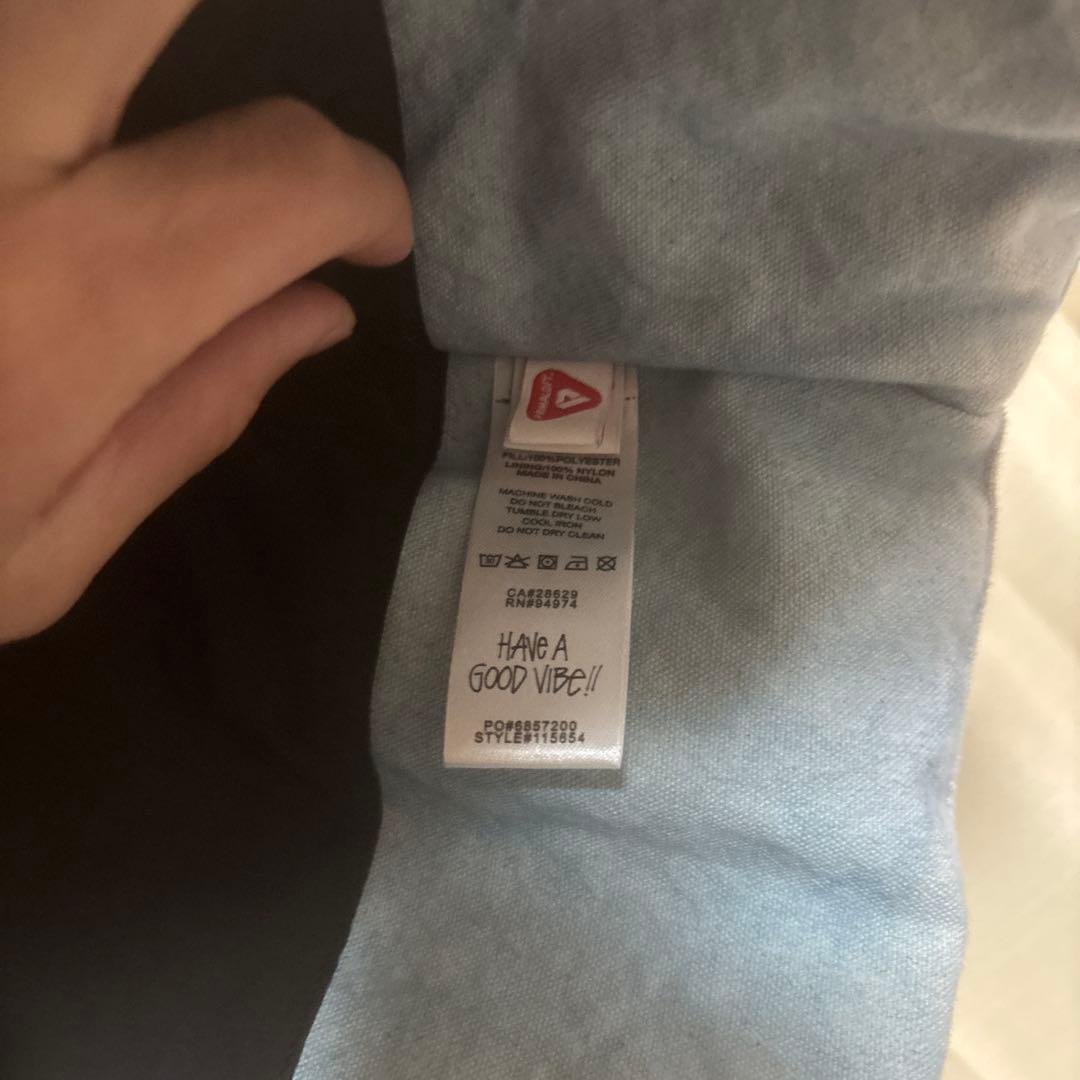 PRIMALOFT
FILL/100%POLYESTER
LINING/100% NYLON
MADE IN CHINA
MACHINE WASH COLD
DO NOT BLEACH
TUMBLE DRY LOW
COOL IRON
DO NOT DRY CLEAN
CA#28629
RN#94974
HAVE A
GOOD VIBE!!
PO#6857200
STYLE#115654